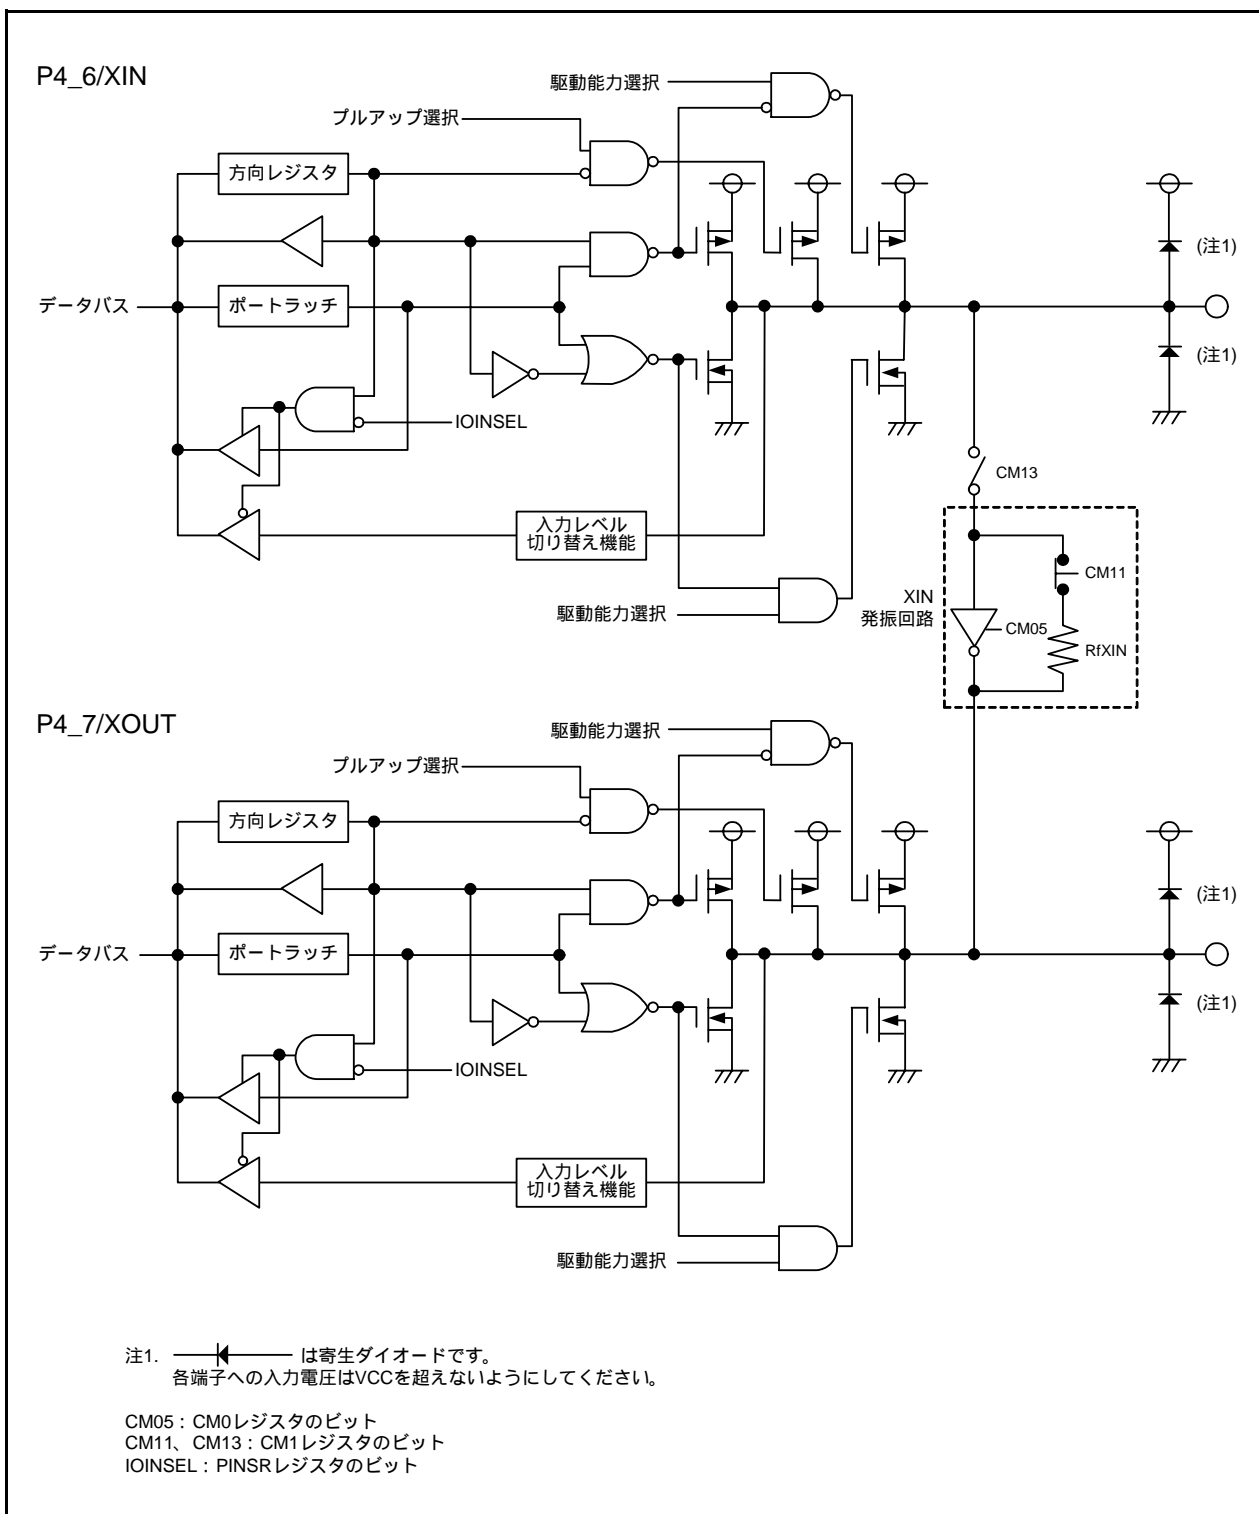 P4_6/XIN
駆動能力選択
プルアップ選択
方向レジスタ
(注1)
データバス
ポートラッチ
(注1)
IOINSEL
CM13
入力レベル
切り替え機能
CM11
XIN
発振回路
駆動能力選択
CM05
RfXIN
P4_7/XOUT
駆動能力選択
プルアップ選択
方向レジスタ
(注1)
データバス
ポートラッチ
(注1)
IOINSEL
入力レベル
切り替え機能
駆動能力選択
注1. は寄生ダイオードです。
各端子への入力電圧はVCCを超えないようにしてください。
CM05：CM0レジスタのビット
CM11、CM13：CM1レジスタのビット
IOINSEL：PINSRレジスタのビット